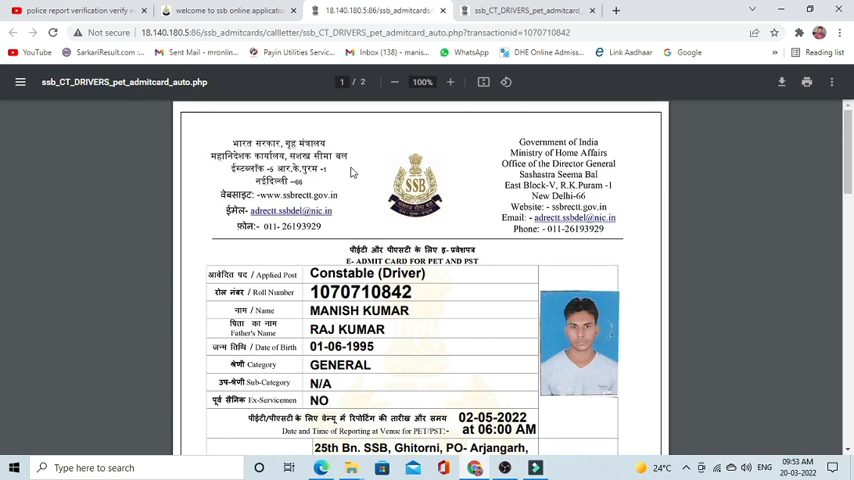 police report verification verify ir
welcome to ssb online application
18.140.180.5:86/ssb_admitcards/
ssb_CT_DRIVERS_pet_admitcard_
18.140.180.5:86/ssb_admitcards/callletter/ssb_CT_DRIVERS_pet_admitcard_auto.php?transactionid=1070710842
YouTube
SarkariResult.com :...
Sent Mail - mronlin...
Payin Utilities Servic...
Inbox (138) - manis...
WhatsApp
DHE Online Admiss...
Link Aadhaar
Google
Reading list
ssb_CT_DRIVERS_pet_admitcard_auto.php
1 / 2
100%
भारत सरकार, गृह मंत्रालय
महानिदेशक कार्यालय, सशस्त्र सीमा बल
ईस्टब्लॉक -5 आर.के.पुरम -1
नईदिल्ली -66
वेबसाइट: -www.ssbrectt.gov.in
ईमेल- adrectt.ssbdel@nic.in
फ़ोन:- 011- 26193929
SSB
Government of India
Ministry of Home Affairs
Office of the Director General
Sashastra Seema Bal
East Block-V, R.K.Puram -1
New Delhi-66
Website: - ssbrectt.gov.in
Email: - adrectt.ssbdel@nic.in
Phone: - 011-26193929
पीईटी और पीएसटी के लिए इ- प्रवेशपत्र
E- ADMIT CARD FOR PET AND PST
आवेदित पद / Applied Post Constable (Driver)
रोल नंबर / Roll Number 1070710842
नाम / Name MANISH KUMAR
पिता का नाम
Father's Name RAJ KUMAR
जन्म तिथि / Date of Birth 01-06-1995
श्रेणी Category GENERAL
उप-श्रेणी Sub-Category N/A
पूर्व सैनिक Ex-Servicemen NO
पीईटी/पीएसटी के लिए वेन्यू में रिपोर्टिंग की तारीख और समय 02-05-2022
Date and Time of Reporting at Venue for PET/PST:- at 06:00 AM
25th Bn. SSB, Ghitorni, PO- Arjangarh,
Type here to search
24°C
ENG
09:53 AM
20-03-2022